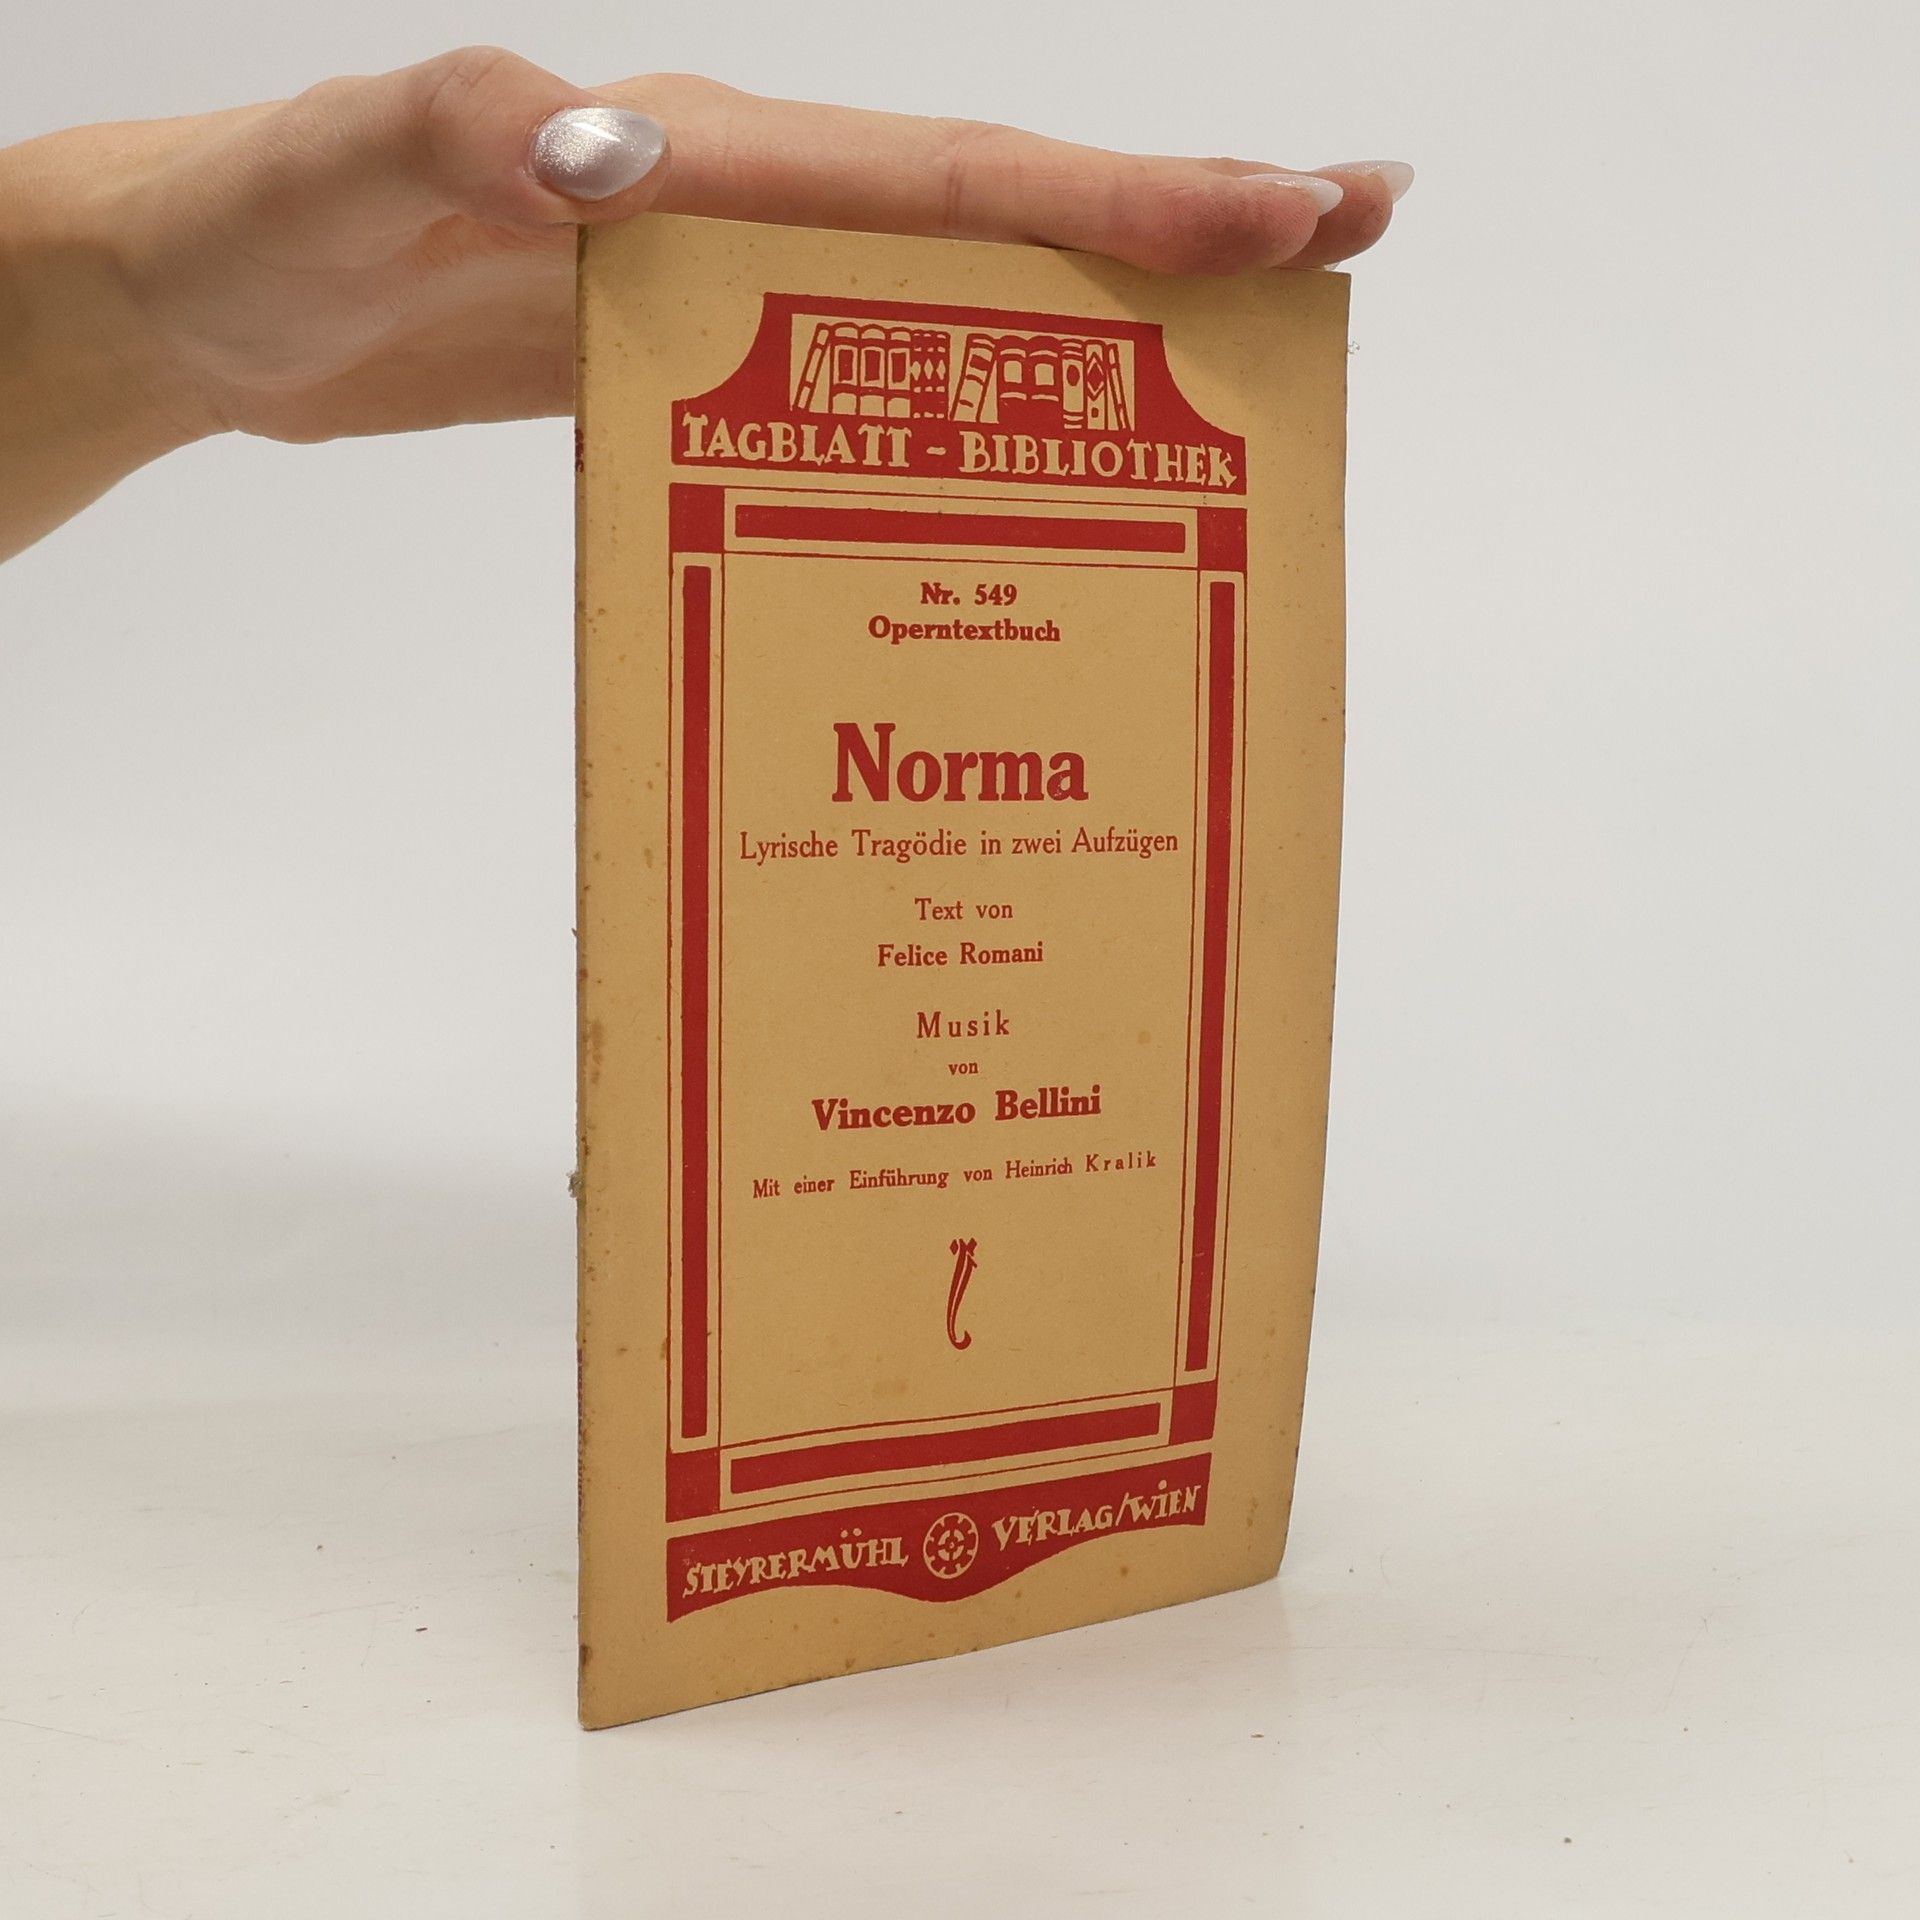 TAGBLATT - BIBLIOTHEK
Nr. 549
Operntextbuch
Norma
Lyrische Tragödie in zwei Aufzügen
Text von
Felice Romani
Musik
von
Vincenzo Bellini
Mit einer Einführung von Heinrich Kralik
STEYRERMÜHL VERLAG/WIEN